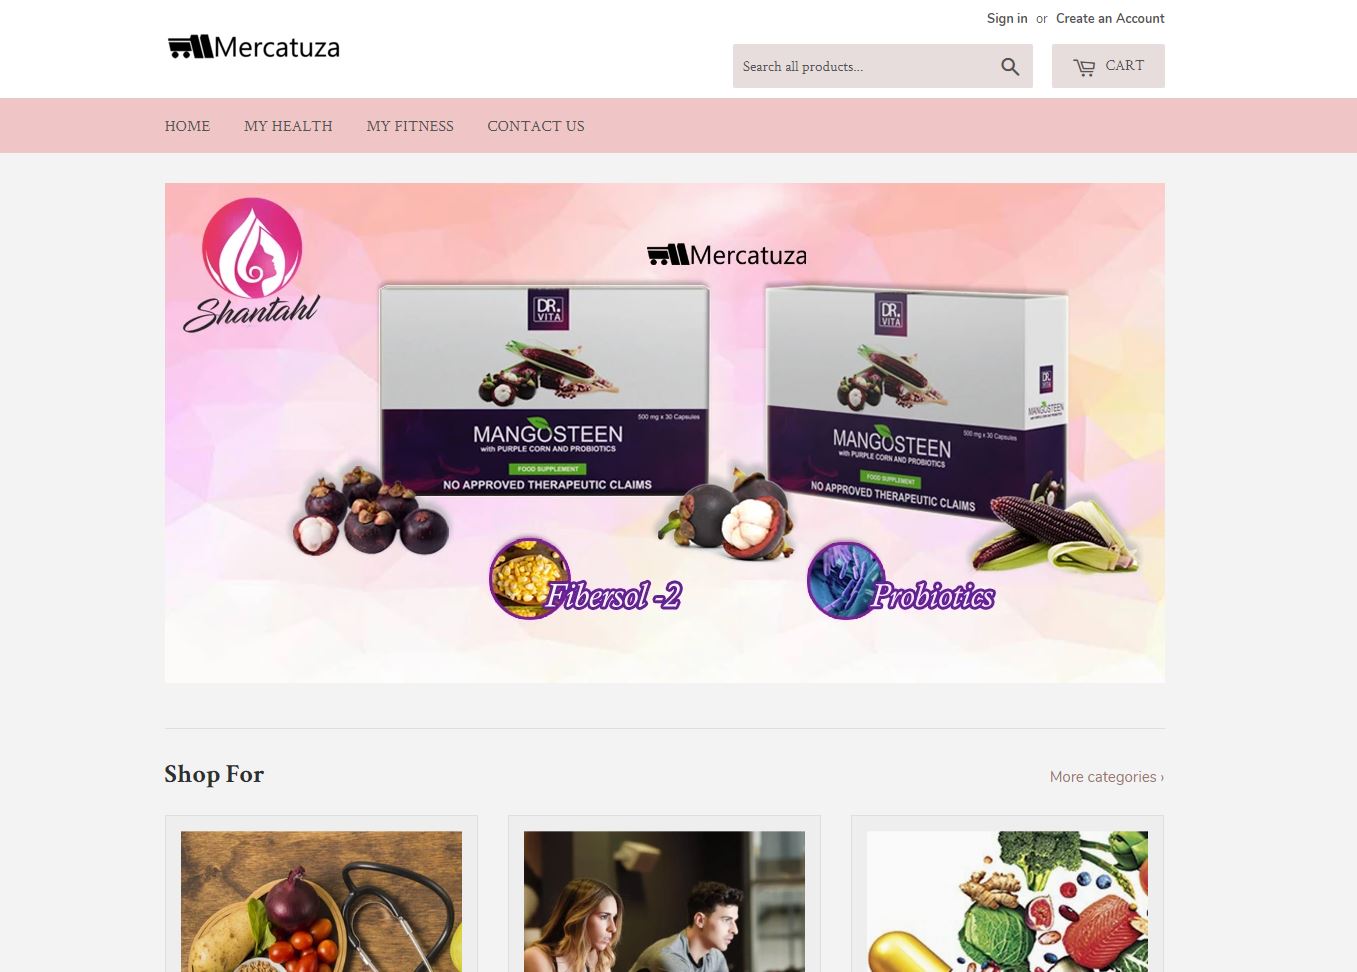 Sign in or Create an Account
Mercatuza
Search all products...
CART
HOME MY HEALTH MY FITNESS CONTACT US
Shantahl
Mercatuza
DR.
VITA
500 mg x 30 Capsules
MANGOSTEEN
with PURPLE CORN AND PROBIOTICS
FOOD SUPPLEMENT
NO APPROVED THERAPEUTIC CLAIMS
DR.
VITA
500 mg x 30 Capsules
MANGOSTEEN
with PURPLE CORN AND PROBIOTICS
FOOD SUPPLEMENT
NO APPROVED THERAPEUTIC CLAIMS
DR.
VITA
MANGOSTEEN
Fibersol -2
Probiotics
Shop For
More categories ›